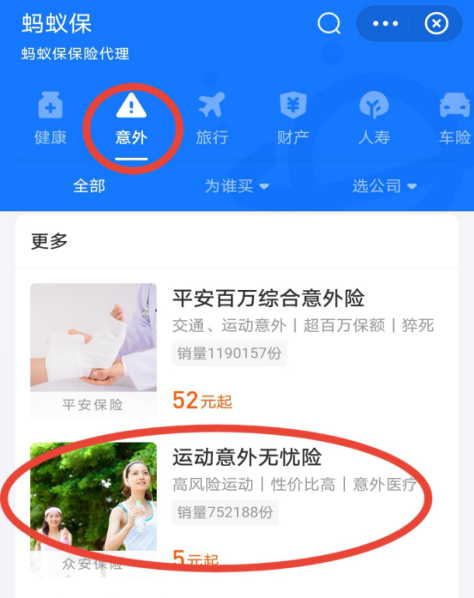 蚂蚁保
蚂蚁保保险代理
健康
意外
旅行
财产
人寿
车险
全部
为谁买
选公司
更多
平安百万综合意外险
交通、运动意外 | 超百万保额 | 猝死
销量1190157份
平安保险
52元起
运动意外无忧险
高风险运动 | 性价比高 | 意外医疗
销量752188份
众安保险
5元起